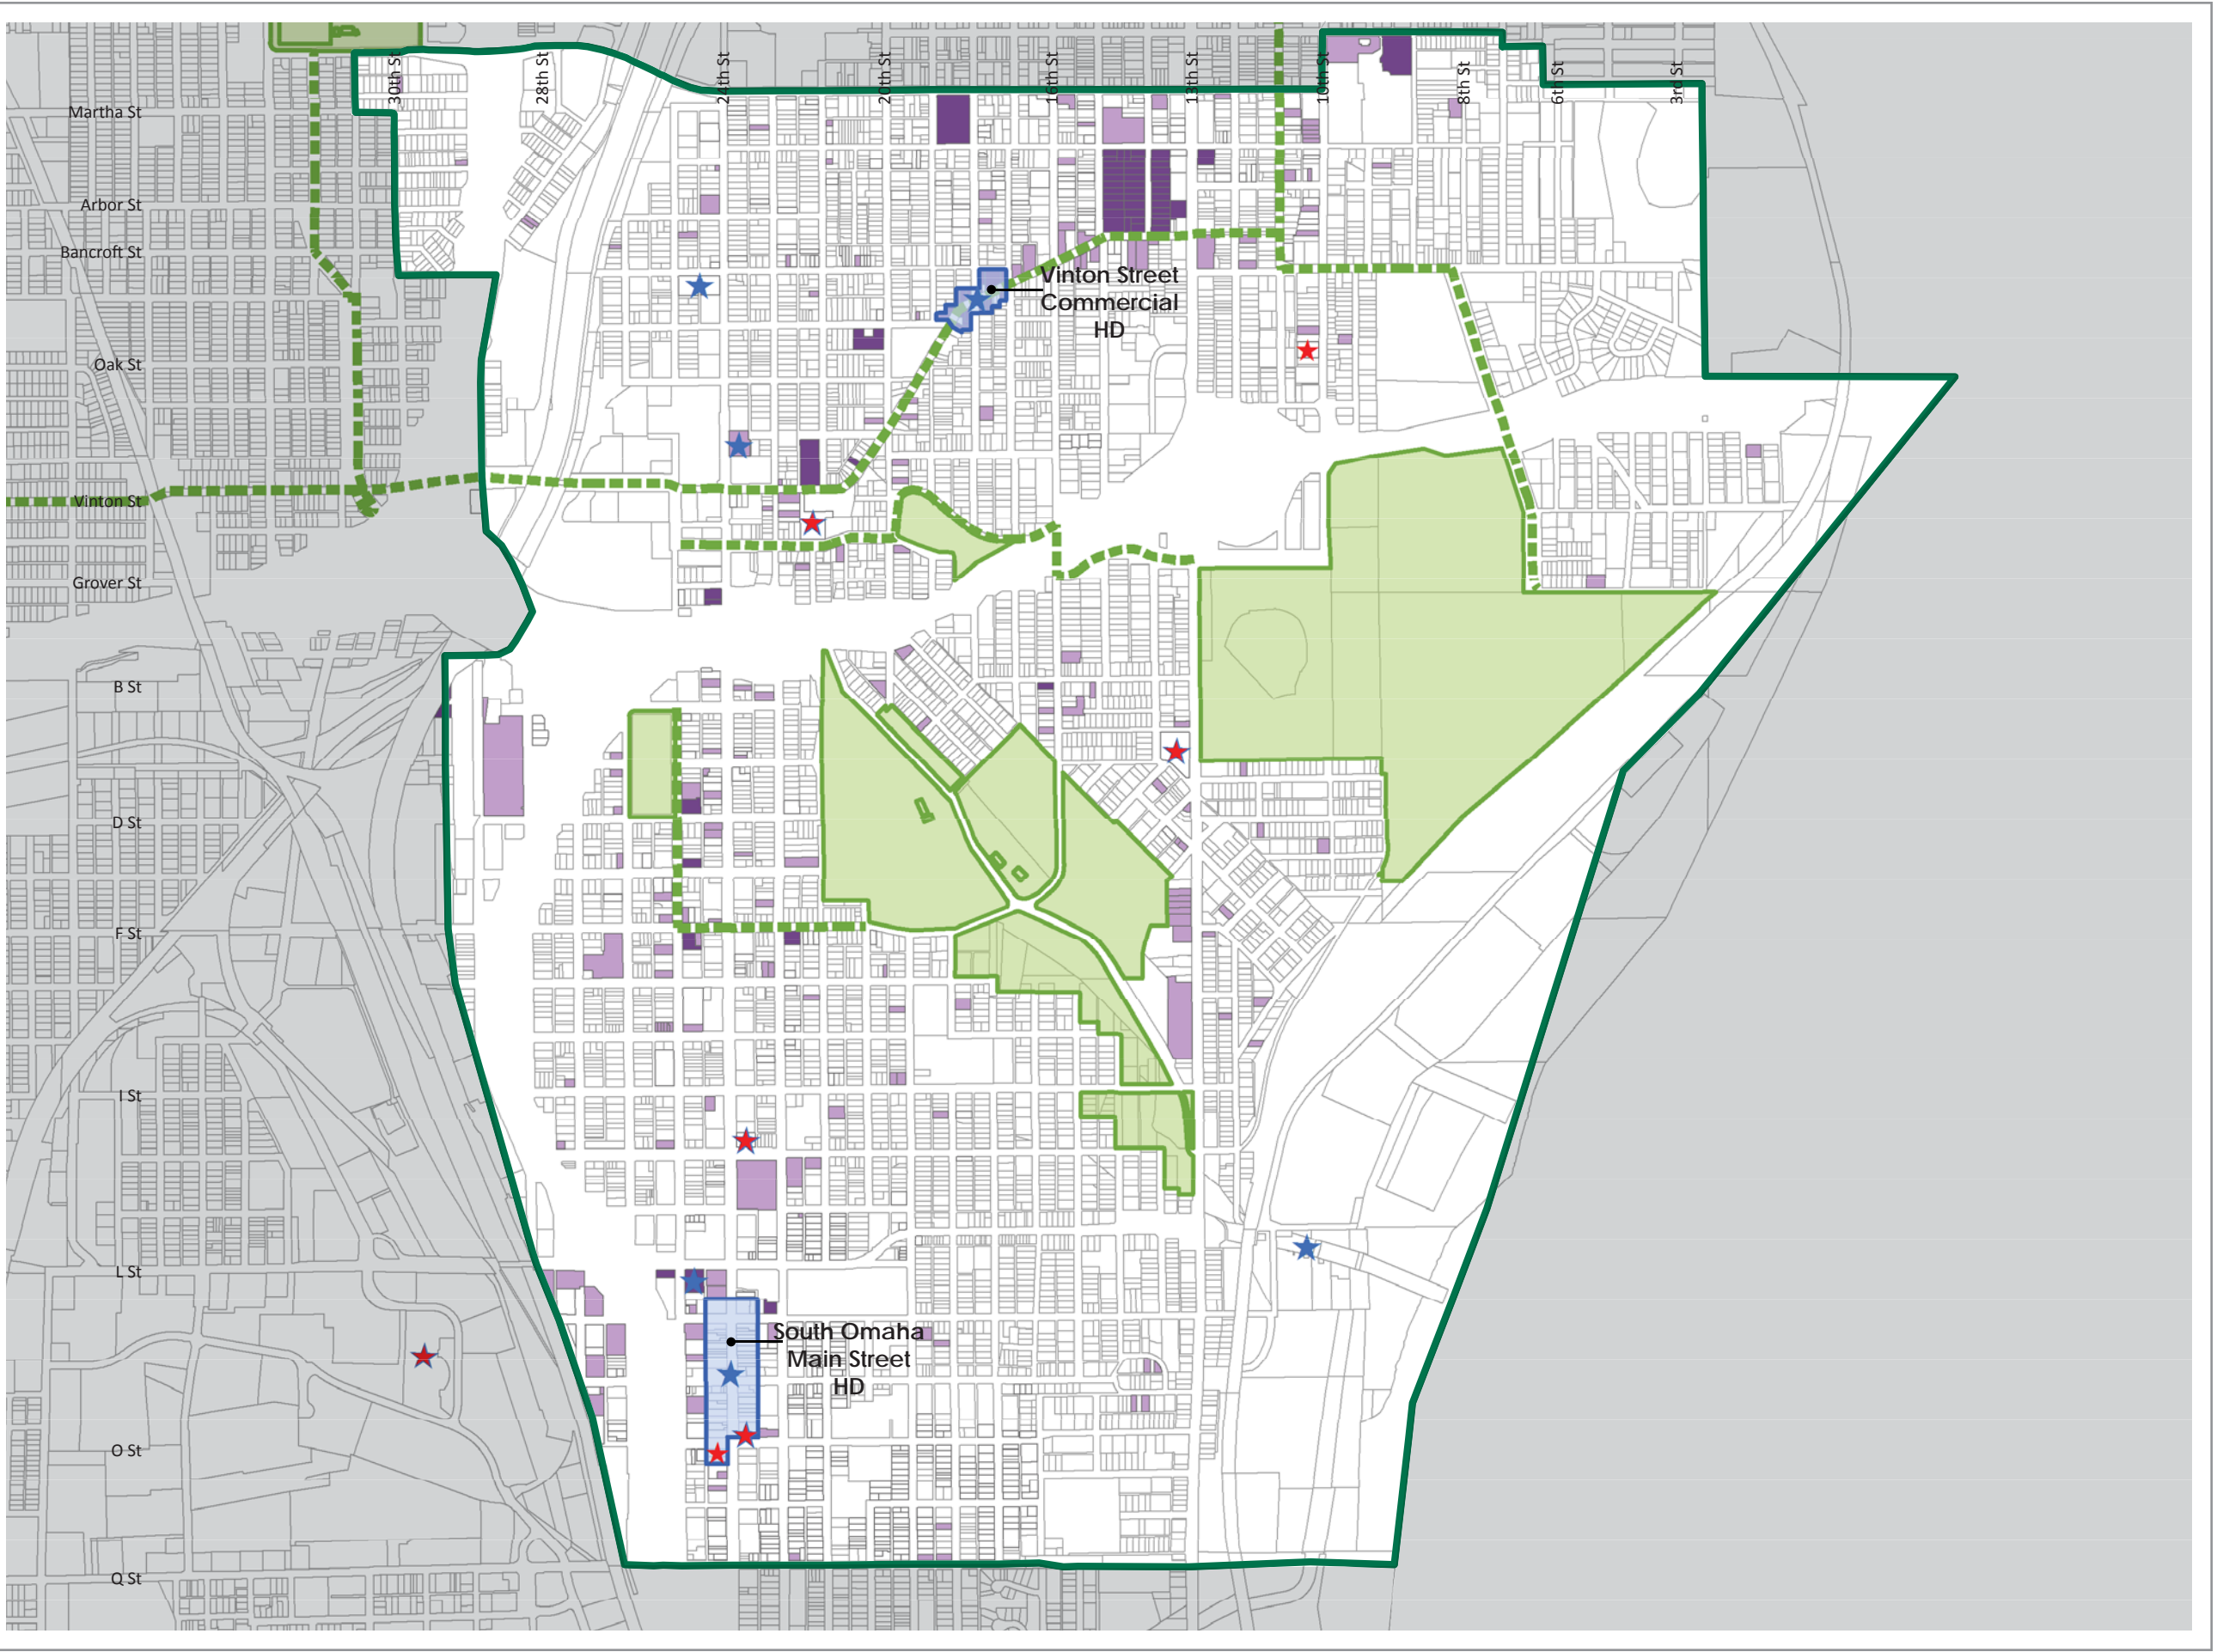 30th St
28th St
24th St
20th St
16th St
13th St
10th St
8th St
6th St
3rd St
Martha St
Arbor St
Bancroft St
Vinton Street
Commercial
HD
Oak St
Vinton St
Grover St
B St
D St
F St
I St
L St
South Omaha
Main Street
HD
O St
Q St